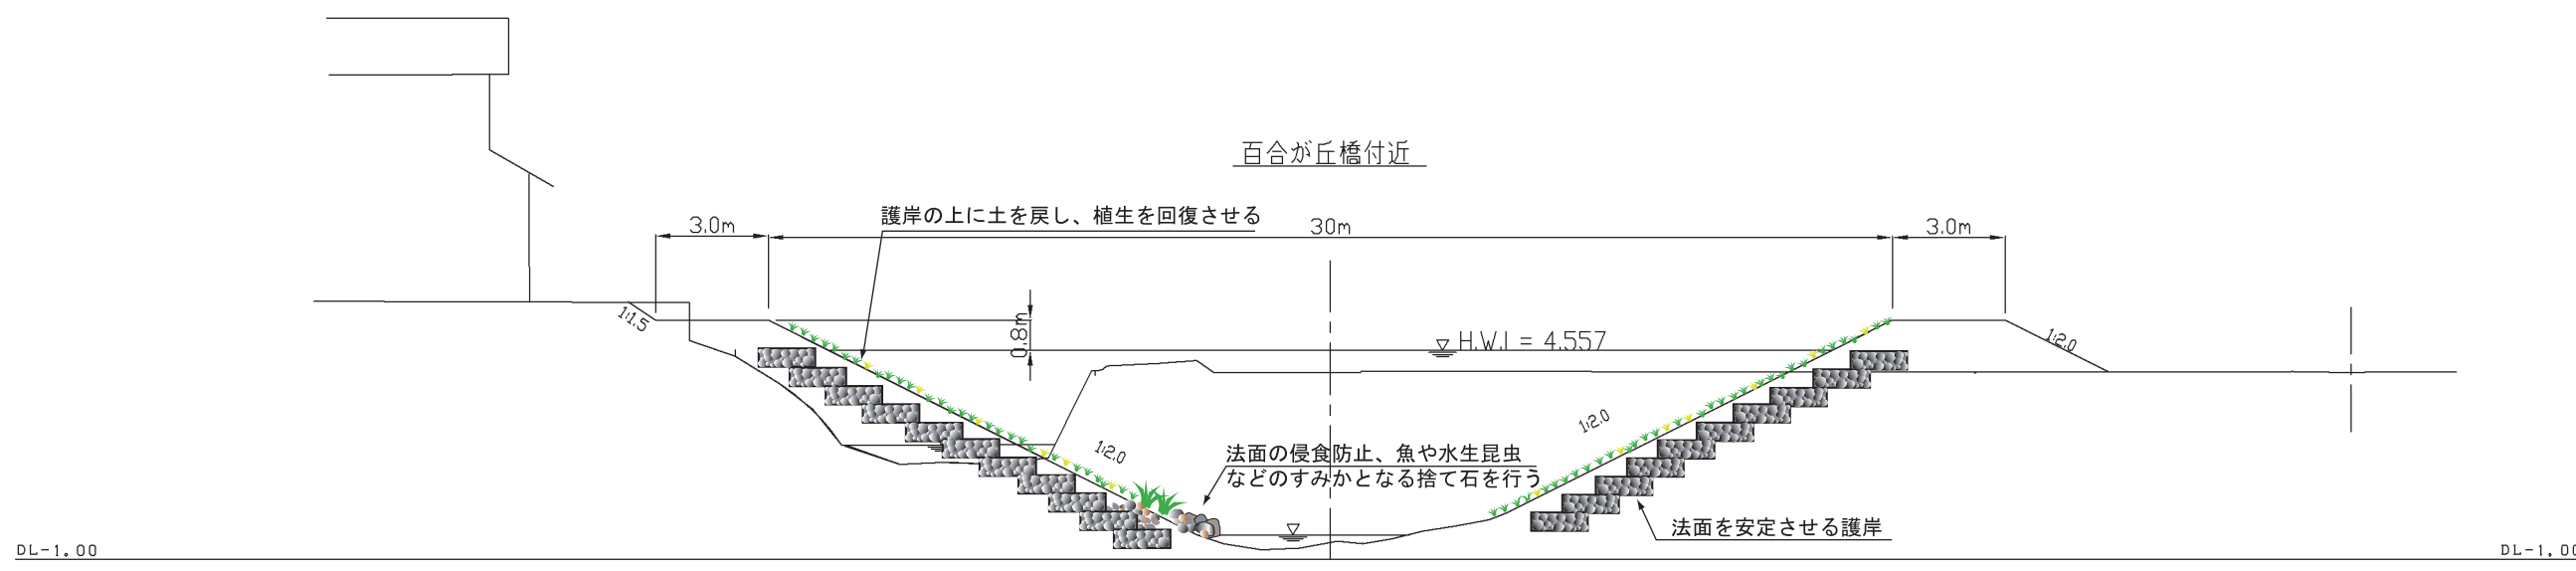 百合が丘橋付近
護岸の上に土を戻し、植生を回復させる
3.0m
30m
3.0m
1:1.5
0.8m
H.W.l = 4.557
1:2.0
1:2.0
1:2.0
法面の侵食防止、魚や水生昆虫
などのすみかとなる捨て石を行う
法面を安定させる護岸
DL-1.00
DL-1.00